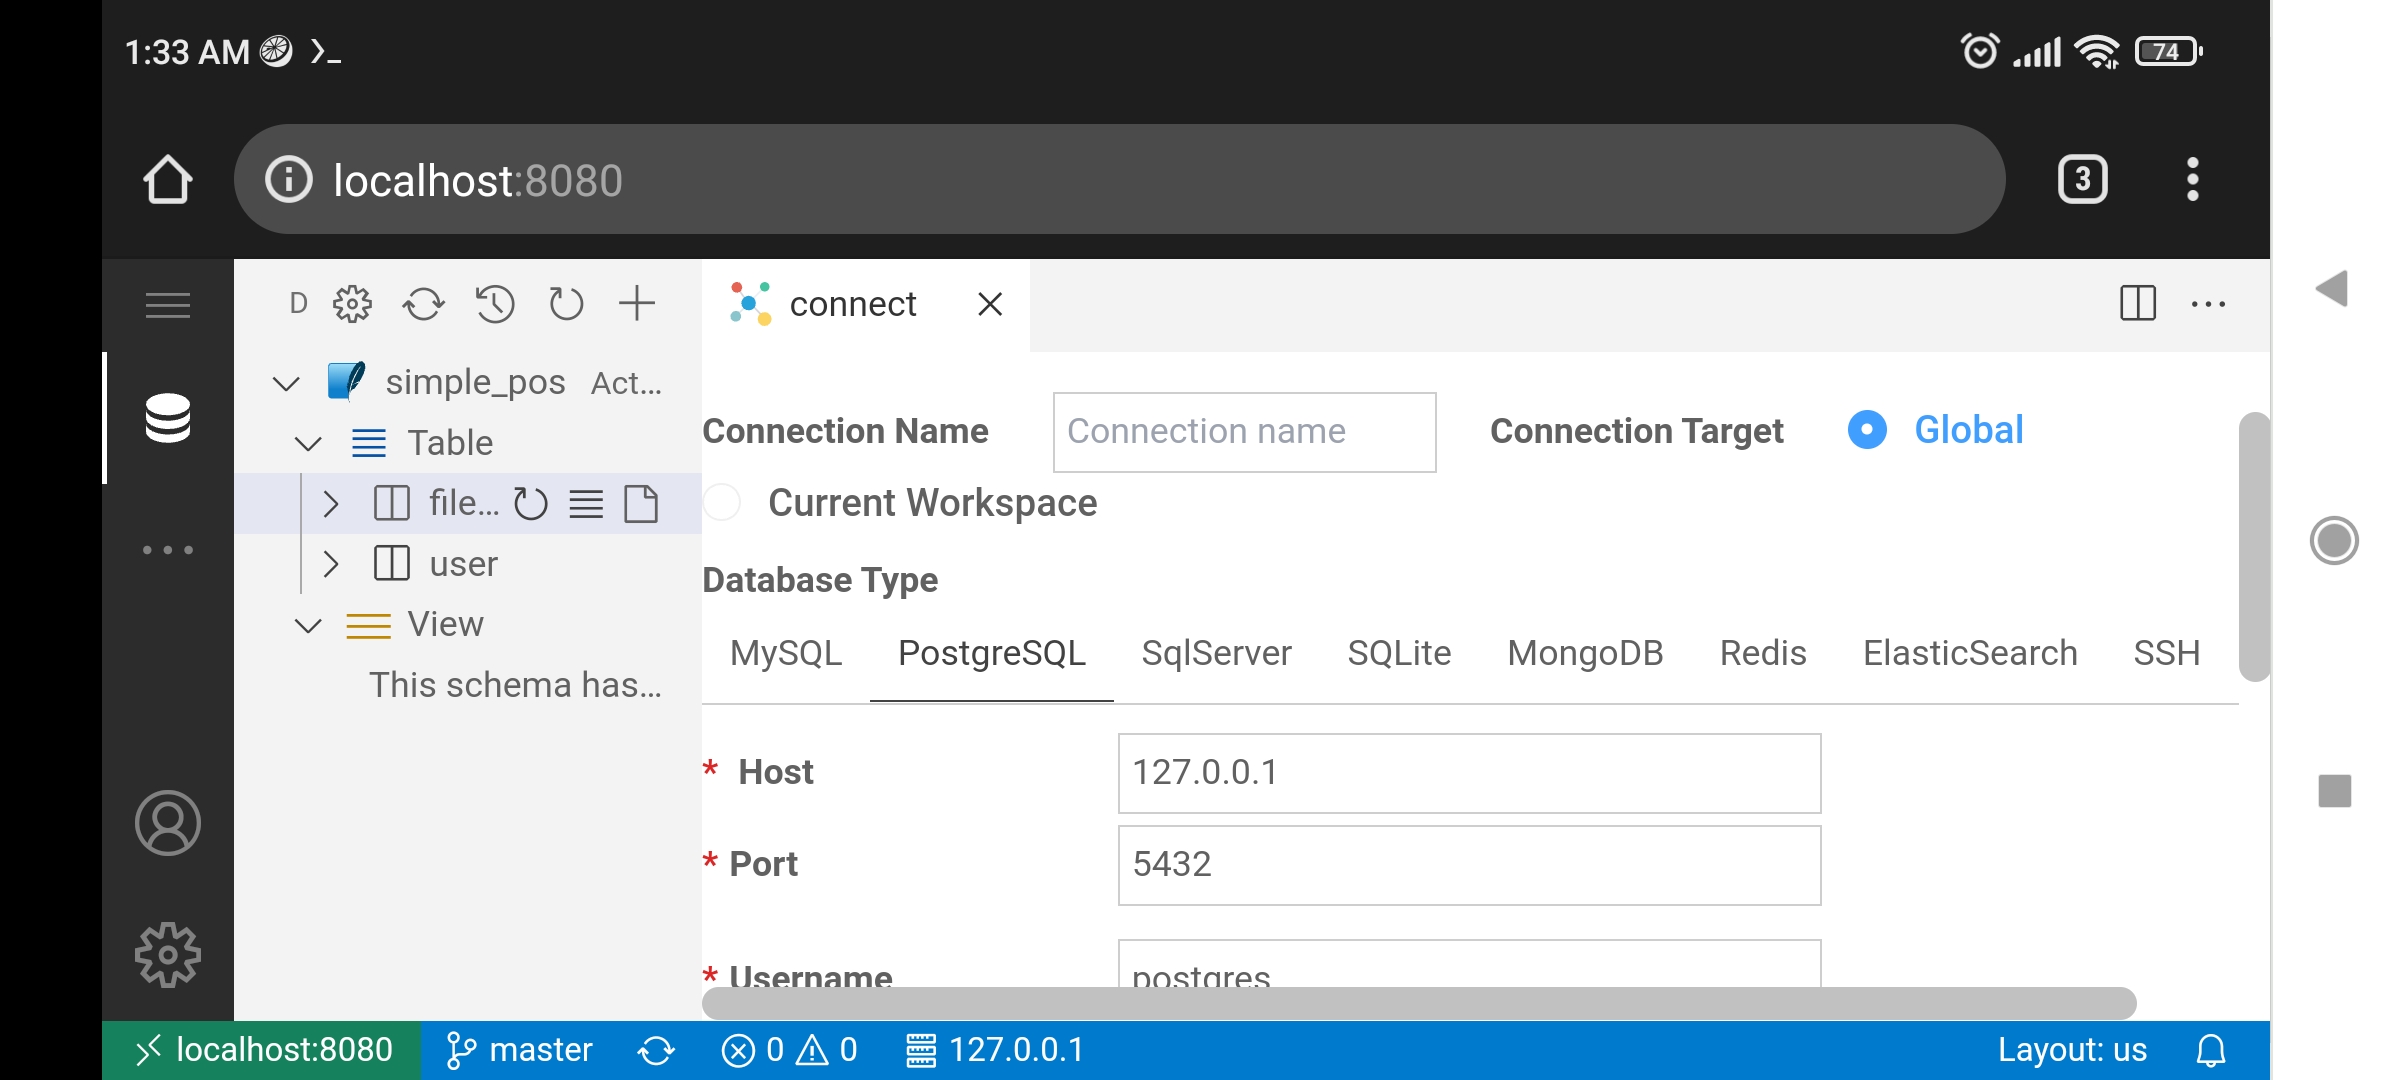 1:33 AM
74
localhost:8080
3
D
connect
simple_pos Act...
Table
file...
user
View
This schema has...
Connection Name Connection name Connection Target Global
Current Workspace
Database Type
MySQL PostgreSQL SqlServer SQLite MongoDB Redis ElasticSearch SSH
* Host 127.0.0.1
* Port 5432
* Username postgres
localhost:8080 master 0 0 127.0.0.1 Layout: us